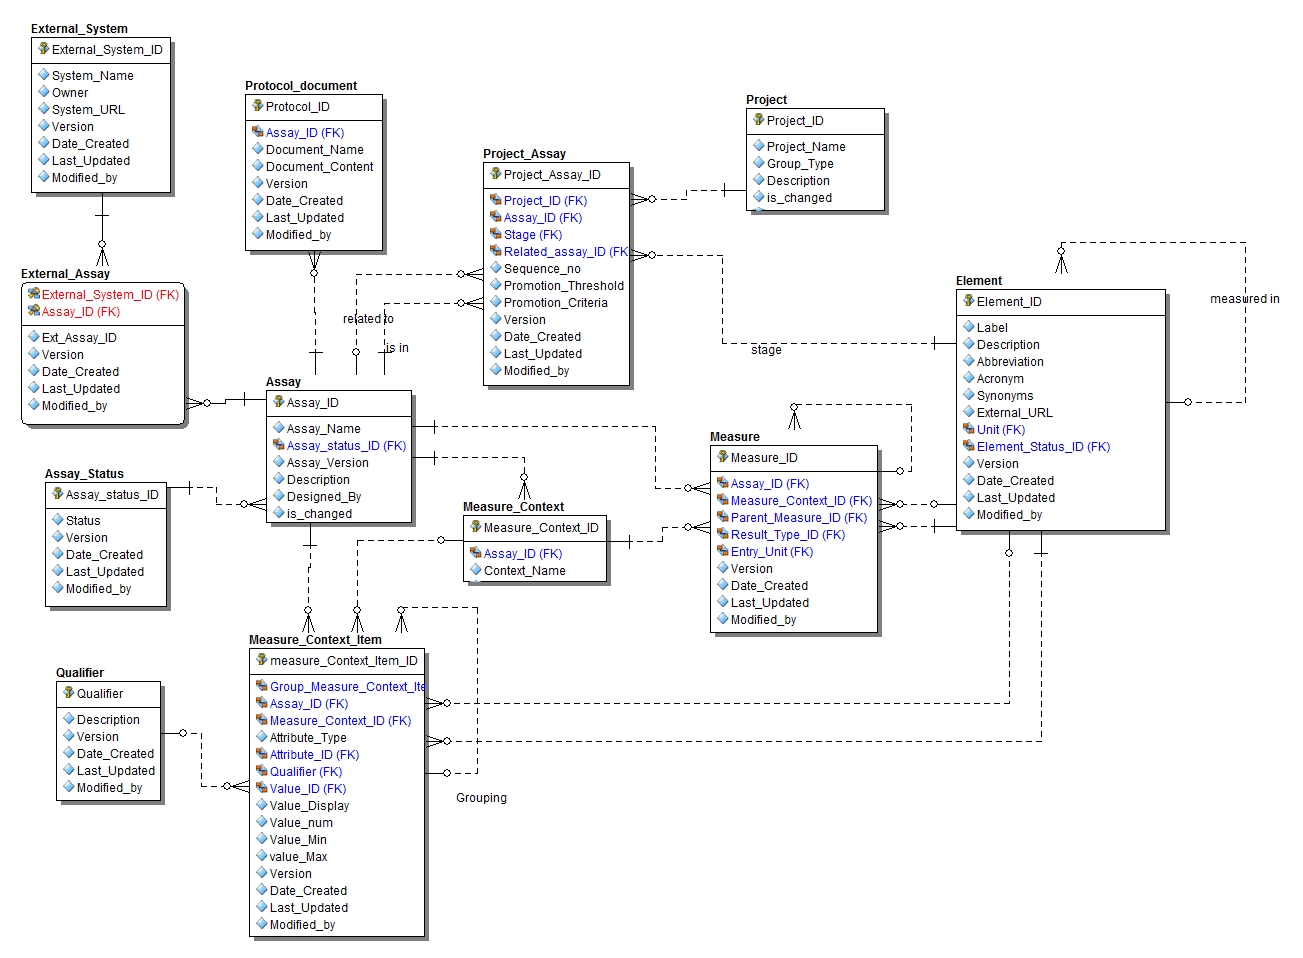 External_System
External_System_ID
System_Name
Owner
System_URL
Version
Date_Created
Last_Updated
Modified_by
Protocol_document
Protocol_ID
Assay_ID (FK)
Document_Name
Document_Content
Version
Date_Created
Last_Updated
Modified_by
Project_Assay
Project_Assay_ID
Project_ID (FK)
Assay_ID (FK)
Stage (FK)
Related_assay_ID (FK
Sequence_no
Promotion_Threshold
Promotion_Criteria
Version
Date_Created
Last_Updated
Modified_by
Project
Project_ID
Project_Name
Group_Type
Description
is_changed
External_Assay
External_System_ID (FK)
Assay_ID (FK)
Ext_Assay_ID
Version
Date_Created
Last_Updated
Modified_by
related to
is in
stage
measured in
Element
Element_ID
Label
Description
Abbreviation
Acronym
Synonyms
External_URL
Unit (FK)
Element_Status_ID (FK)
Version
Date_Created
Last_Updated
Modified_by
Assay
Assay_ID
Assay_Name
Assay_status_ID (FK)
Assay_Version
Description
Designed_By
is_changed
Assay_Status
Assay_status_ID
Status
Version
Date_Created
Last_Updated
Modified_by
Measure_Context
Measure_Context_ID
Assay_ID (FK)
Context_Name
Measure
Measure_ID
Assay_ID (FK)
Measure_Context_ID (FK)
Parent_Measure_ID (FK)
Result_Type_ID (FK)
Entry_Unit (FK)
Version
Date_Created
Last_Updated
Modified_by
Measure_Context_Item
measure_Context_Item_ID
Group_Measure_Context_Ite
Assay_ID (FK)
Measure_Context_ID (FK)
Attribute_Type
Attribute_ID (FK)
Qualifier (FK)
Value_ID (FK)
Value_Display
Value_num
Value_Min
value_Max
Version
Date_Created
Last_Updated
Modified_by
Qualifier
Qualifier
Description
Version
Date_Created
Last_Updated
Modified_by
Grouping